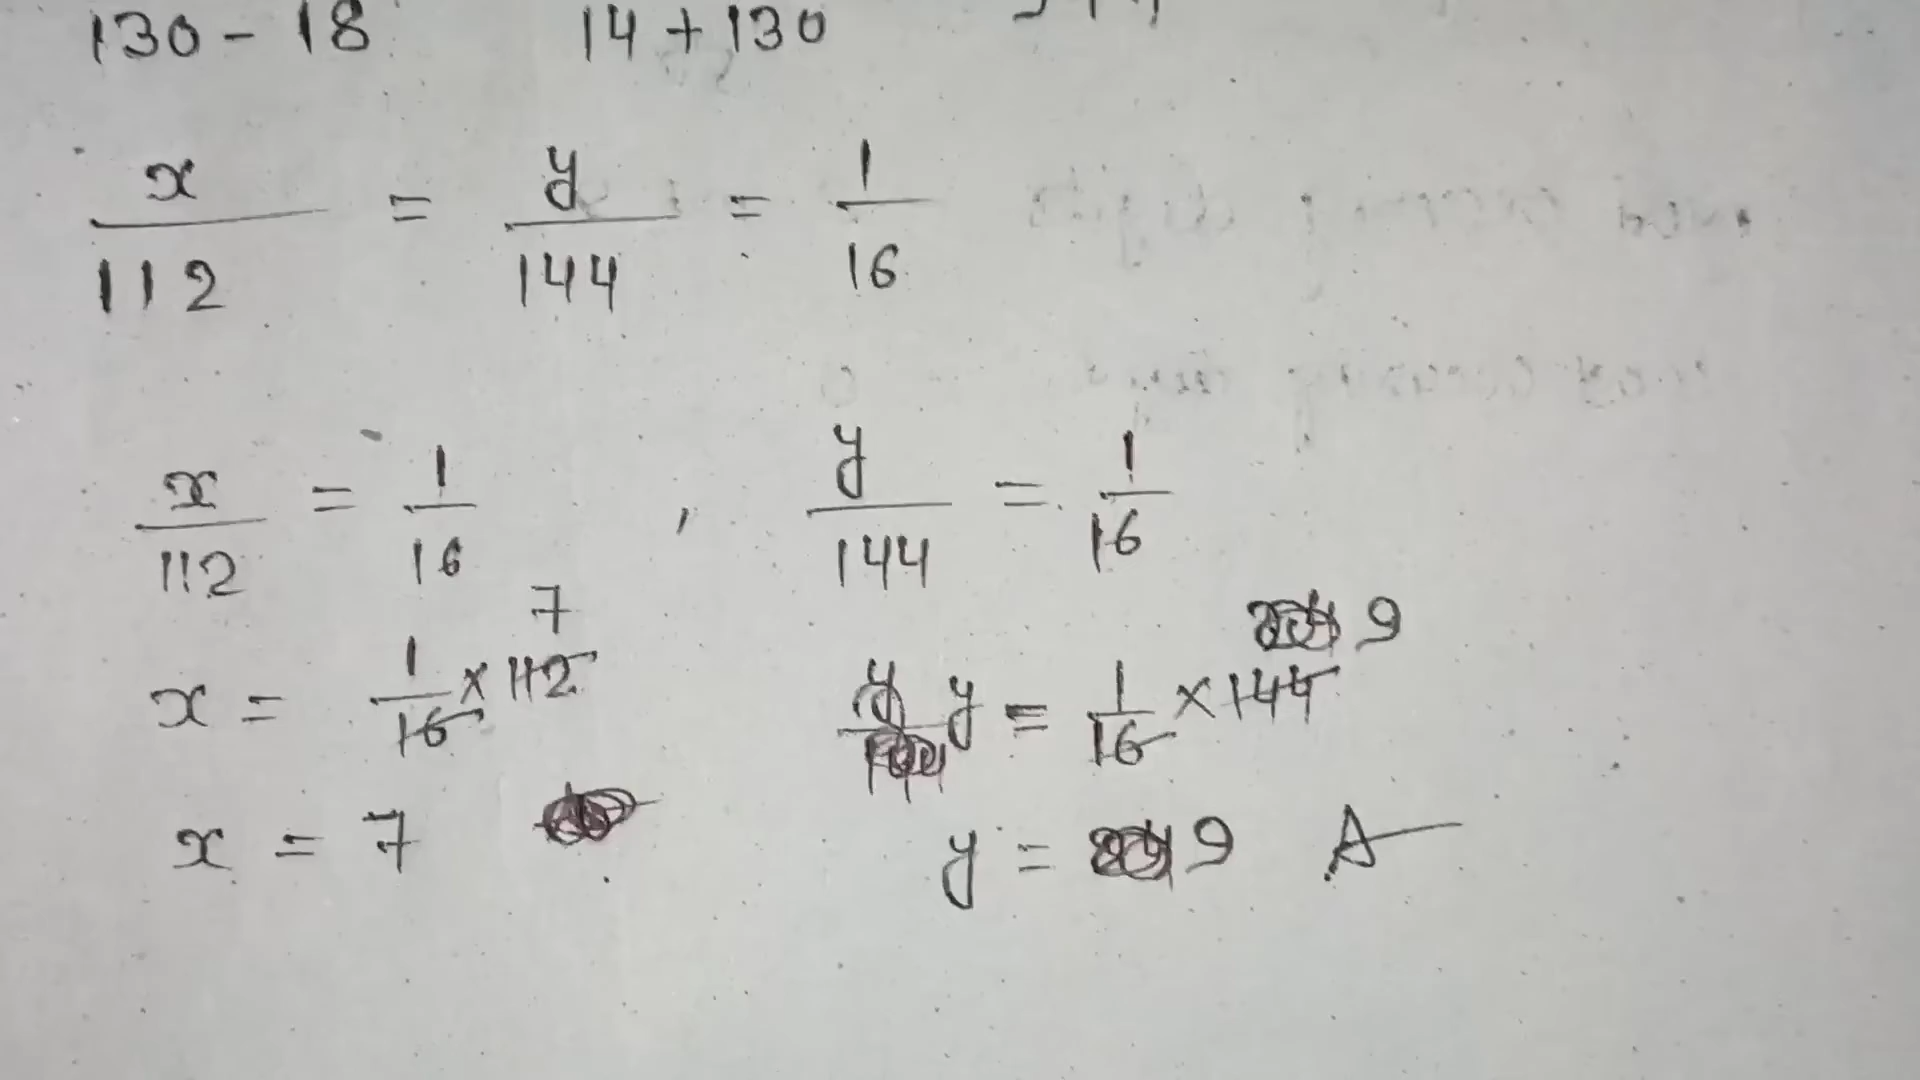 130 - 18 14 + 130
x/112 = y/144 = 1/16
x/112 = 1/16 , y/144 = 1/16
x = 1/16 × 112 7 y = 1/16 × 144 9
x = 7 y = 9 A